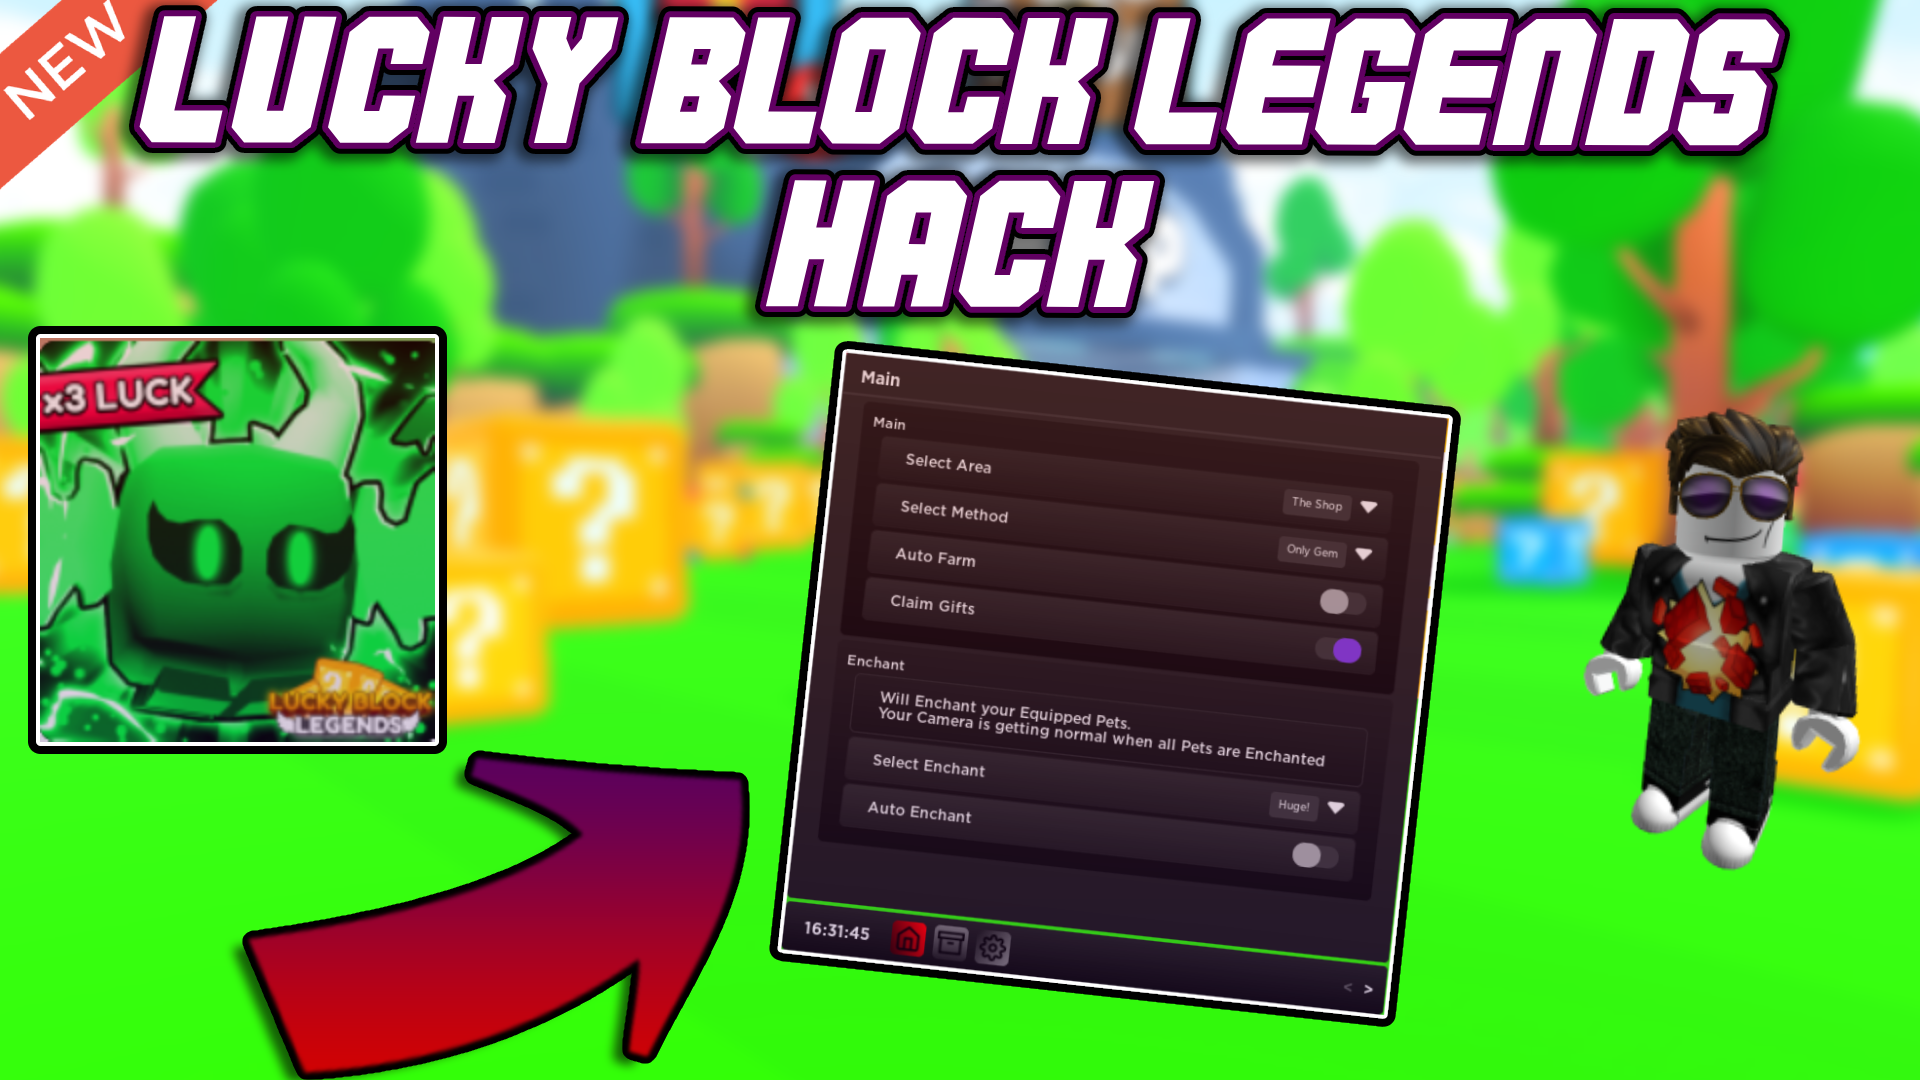 NEW
LUCKY BLOCK LEGENDS
HACK
x3 LUCK
LUCKY BLOCK
LEGENDS
Main
Main
Select Area
The Shop
Select Method
Only Gem
Auto Farm
Claim Gifts
Enchant
Will Enchant your Equipped Pets.
Your Camera is getting normal when all Pets are Enchanted
Select Enchant
Huge!
Auto Enchant
16:31:45
< >